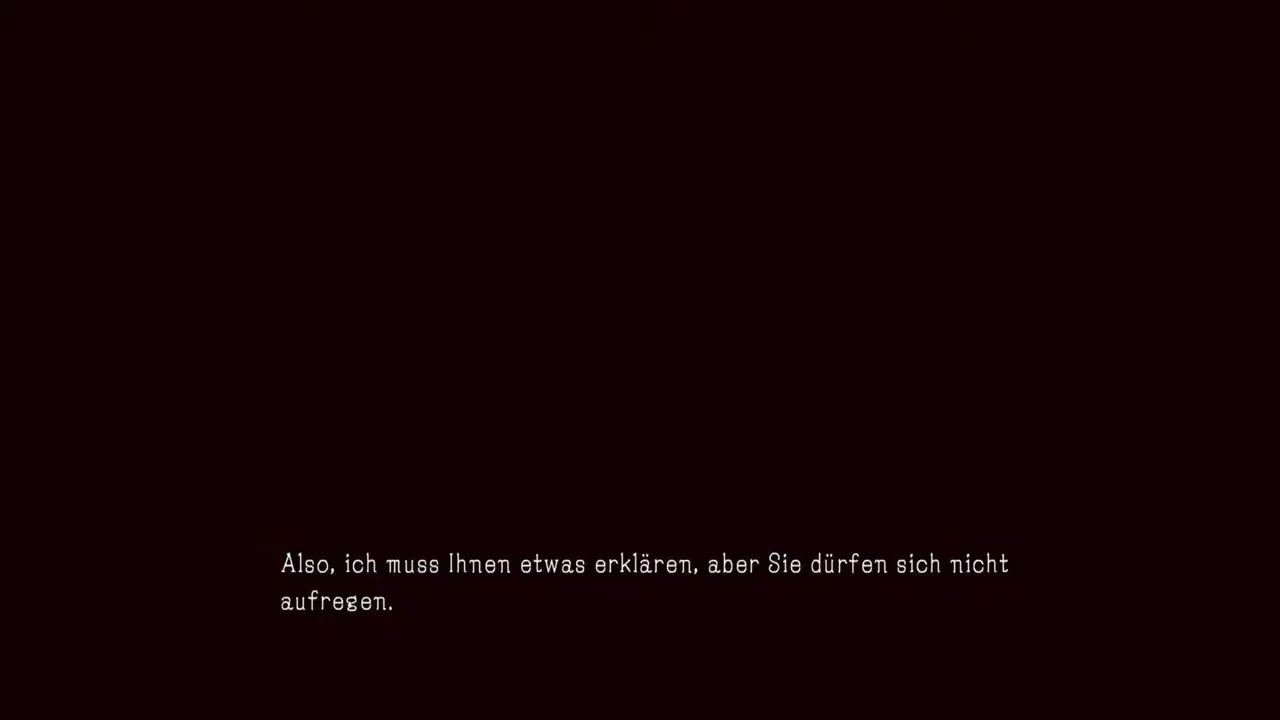 Also, ich muss Ihnen etwas erklären, aber Sie dürfen sich nicht
aufregen.